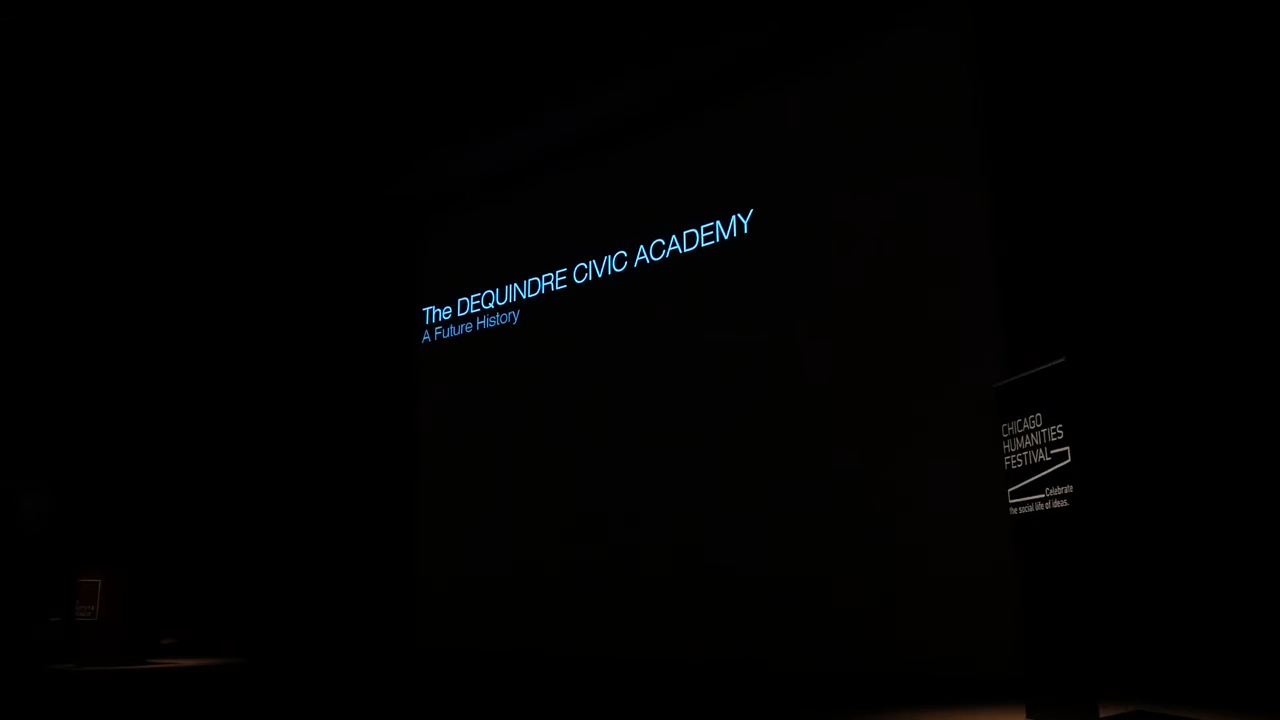 The DEQUINDRE CIVIC ACADEMY
A Future History
CHICAGO
HUMANITIES
FESTIVAL
Celebrate
the social life of ideas.